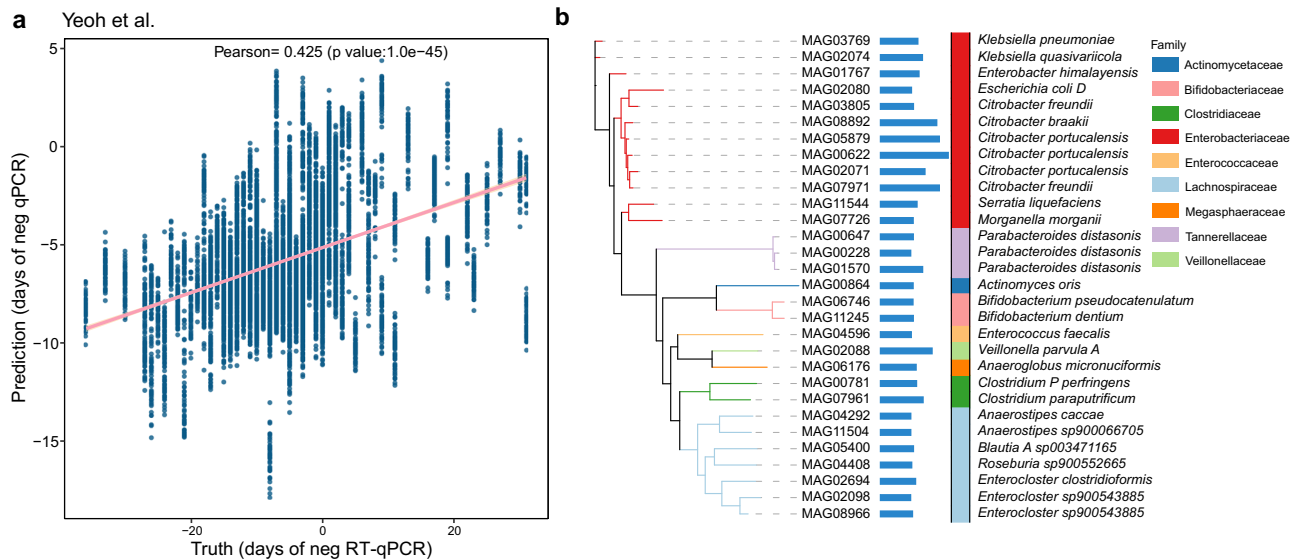 a
Yeoh et al.
Pearson= 0.425 (p value:1.0e−45)
5
0
−5
−10
−15
Prediction (days of neg qPCR)
−20
0
20
Truth (days of neg RT-qPCR)
b
MAG03769 Klebsiella pneumoniae
MAG02074 Klebsiella quasivariicola
MAG01767 Enterobacter himalayensis
MAG02080 Escherichia coli D
MAG03805 Citrobacter freundii
MAG08892 Citrobacter braakii
MAG05879 Citrobacter portucalensis
MAG00622 Citrobacter portucalensis
MAG02071 Citrobacter portucalensis
MAG07971 Citrobacter freundii
MAG11544 Serratia liquefaciens
MAG07726 Morganella morganii
MAG00647 Parabacteroides distasonis
MAG00228 Parabacteroides distasonis
MAG01570 Parabacteroides distasonis
MAG00864 Actinomyces oris
MAG06746 Bifidobacterium pseudocatenulatum
MAG11245 Bifidobacterium dentium
MAG04596 Enterococcus faecalis
MAG02088 Veillonella parvula A
MAG06176 Anaeroglobus micronuciformis
MAG00781 Clostridium P perfringens
MAG07961 Clostridium paraputrificum
MAG04292 Anaerostipes caccae
MAG11504 Anaerostipes sp900066705
MAG05400 Blautia A sp003471165
MAG04408 Roseburia sp900552665
MAG02694 Enterocloster clostridioformis
MAG02098 Enterocloster sp900543885
MAG08966 Enterocloster sp900543885
Family
Actinomycetaceae
Bifidobacteriaceae
Clostridiaceae
Enterobacteriaceae
Enterococcaceae
Lachnospiraceae
Megasphaeraceae
Tannerellaceae
Veillonellaceae